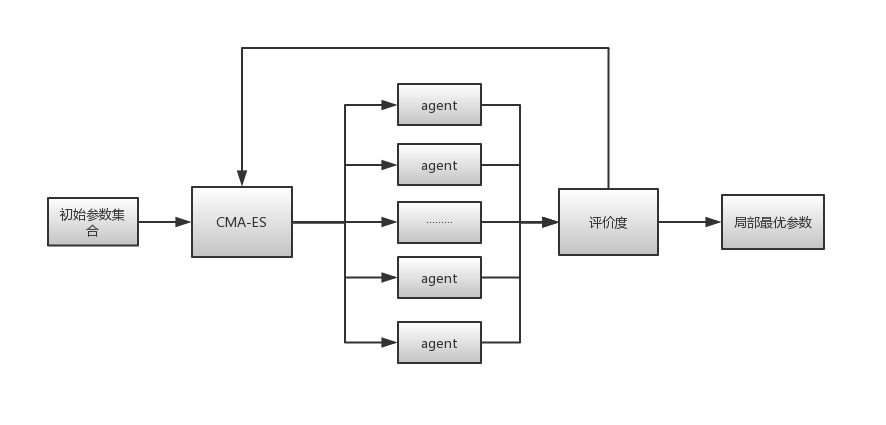 初始参数集
合
CMA-ES
agent
agent
.........
agent
agent
评价度
局部最优参数